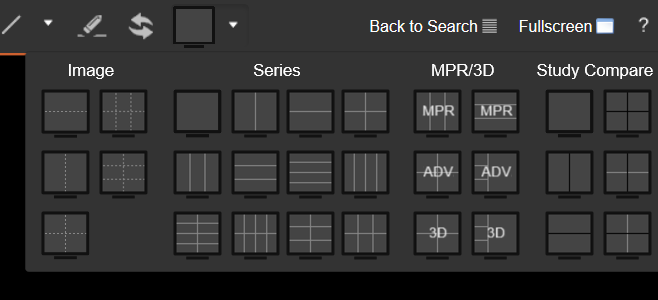 Back to Search Fullscreen ?
Image Series MPR/3D Study Compare
MPR MPR
ADV ADV
3D 3D